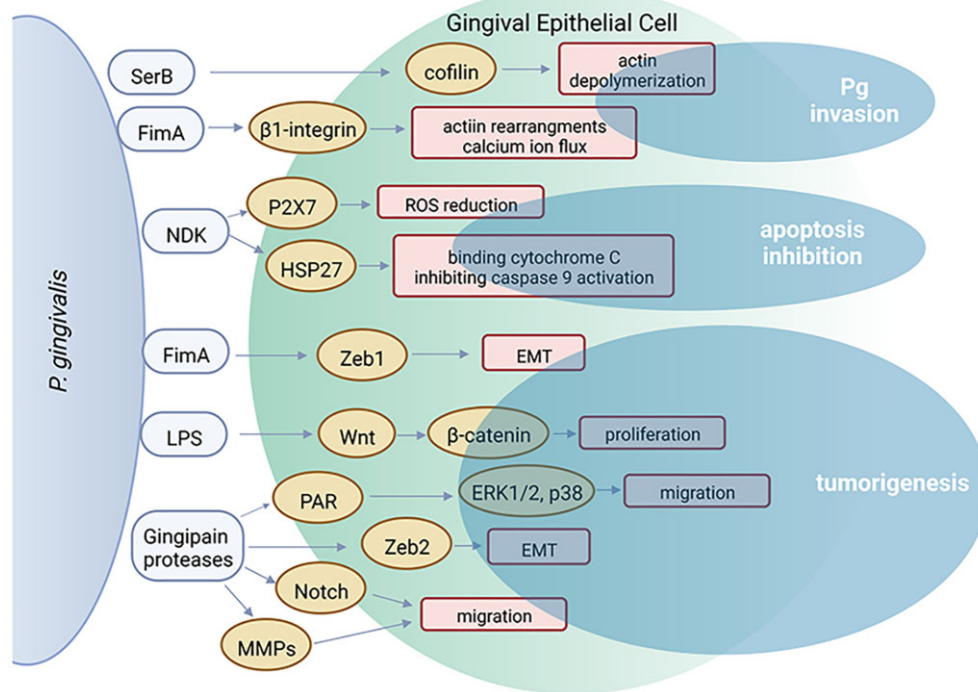 Gingival Epithelial Cell
SerB
cofilin
actin
depolymerization
Pg
invasion
FimA
β1-integrin
actiin rearrangments
calcium ion flux
P. gingivalis
NDK
P2X7
ROS reduction
HSP27
binding cytochrome C
inhibiting caspase 9 activation
apoptosis
inhibition
FimA
Zeb1
EMT
LPS
Wnt
β-catenin
proliferation
tumorigenesis
Gingipain
proteases
PAR
ERK1/2, p38
migration
Zeb2
EMT
Notch
MMPs
migration